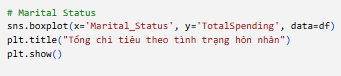 # Marital Status
sns.boxplot(x='Marital_Status', y='TotalSpending', data=df)
plt.title("Tổng chi tiêu theo tình trạng hôn nhân")
plt.show()